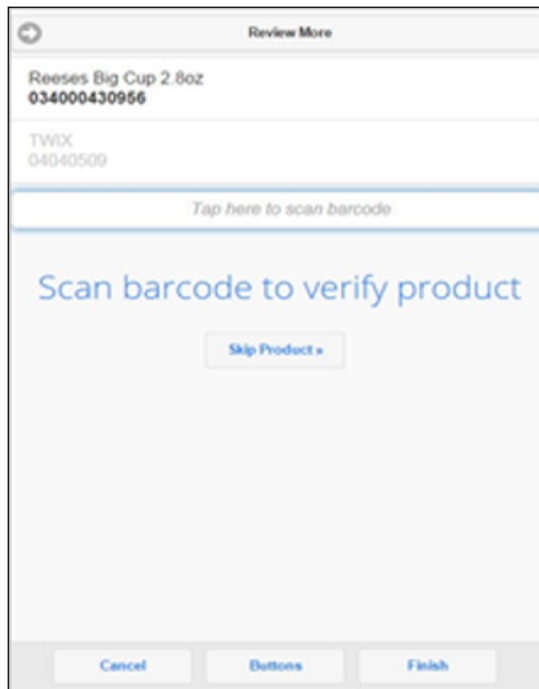 Review More
Reeses Big Cup 2.8oz
034000430956
TWIX
04040509
Tap here to scan barcode
Scan barcode to verify product
Skip Product »
Cancel
Buttons
Finish